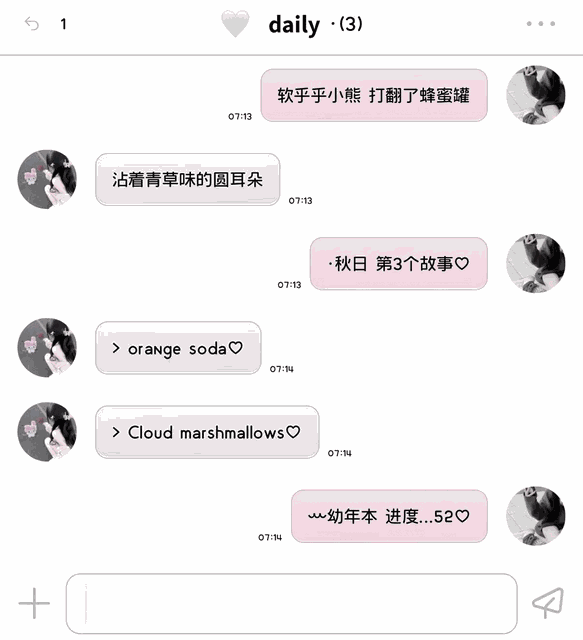 1
daily ·(3)
软乎乎小熊 打翻了蜂蜜罐
07:13
沾着青草味的圆耳朵
07:13
·秋日 第3个故事♡
07:13
> orange soda♡
07:14
> Cloud marshmallows♡
07:14
幼年本 进度...52♡
07:14